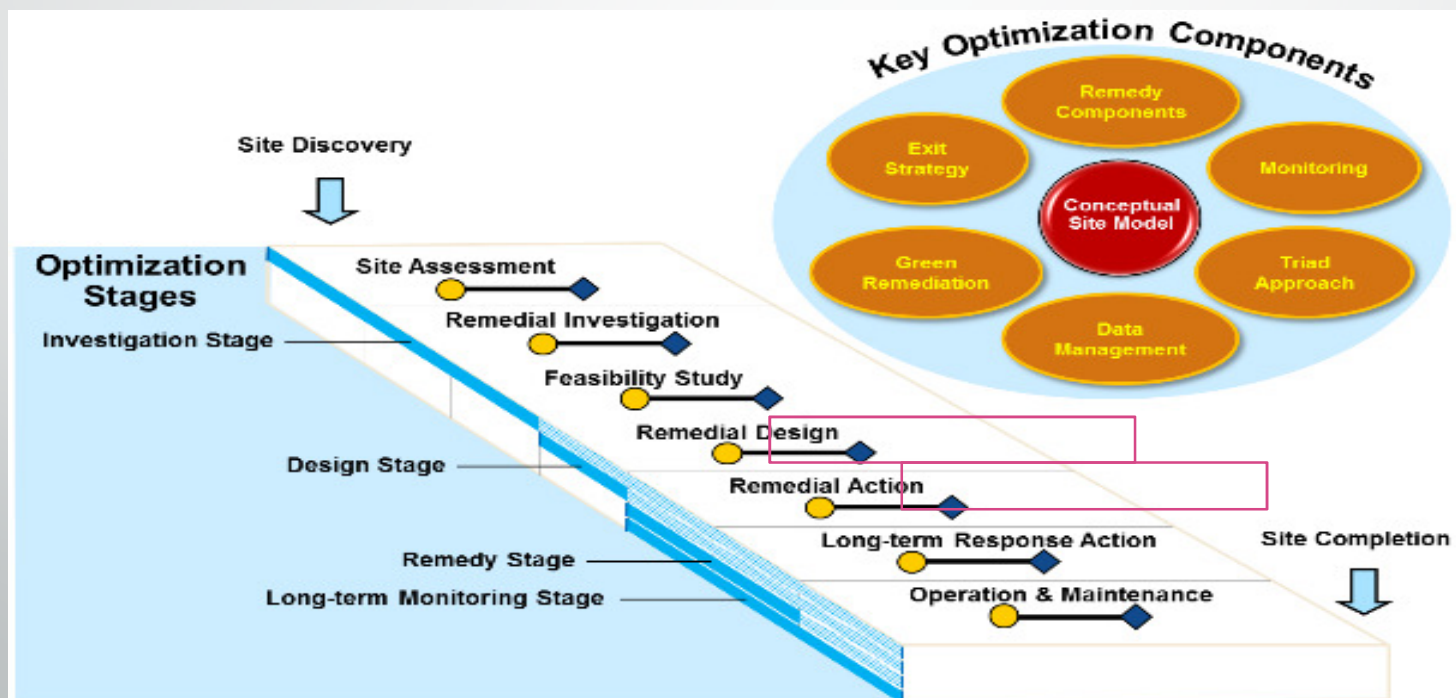 Key Optimization Components
Remedy
Components
Exit
Strategy
Monitoring
Conceptual
Site Model
Green
Remediation
Triad
Approach
Data
Management
Site Discovery
Optimization
Stages
Investigation Stage
Design Stage
Remedy Stage
Long-term Monitoring Stage
Site Assessment
Remedial Investigation
Feasibility Study
Remedial Design
Remedial Action
Long-term Response Action
Operation & Maintenance
Site Completion